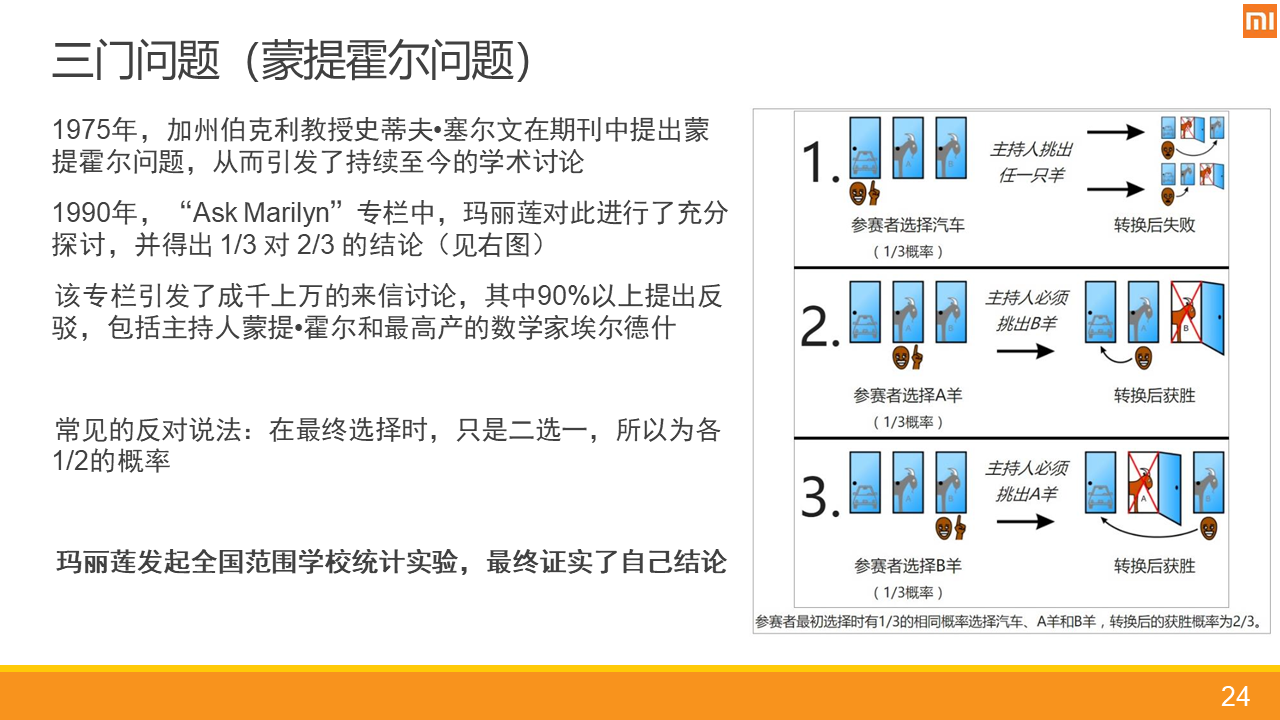 mi
三门问题（蒙提霍尔问题）
1975年，加州伯克利教授史蒂夫•塞尔文在期刊中提出蒙
提霍尔问题，从而引发了持续至今的学术讨论
1990年，“Ask Marilyn”专栏中，玛丽莲对此进行了充分
探讨，并得出 1/3 对 2/3 的结论（见右图）
该专栏引发了成千上万的来信讨论，其中90%以上提出反
驳，包括主持人蒙提•霍尔和最高产的数学家埃尔德什
常见的反对说法：在最终选择时，只是二选一，所以为各
1/2的概率
玛丽莲发起全国范围学校统计实验，最终证实了自己结论
1.
A
B
主持人挑出
任一只羊
参赛者选择汽车
（1/3概率）
转换后失败
2.
A
B
主持人必须
挑出B羊
A
B
参赛者选择A羊
（1/3概率）
转换后获胜
3.
A
B
主持人必须
挑出A羊
A
B
参赛者选择B羊
（1/3概率）
转换后获胜
参赛者最初选择时有1/3的相同概率选择汽车、A羊和B羊，转换后的获胜概率为2/3。
24